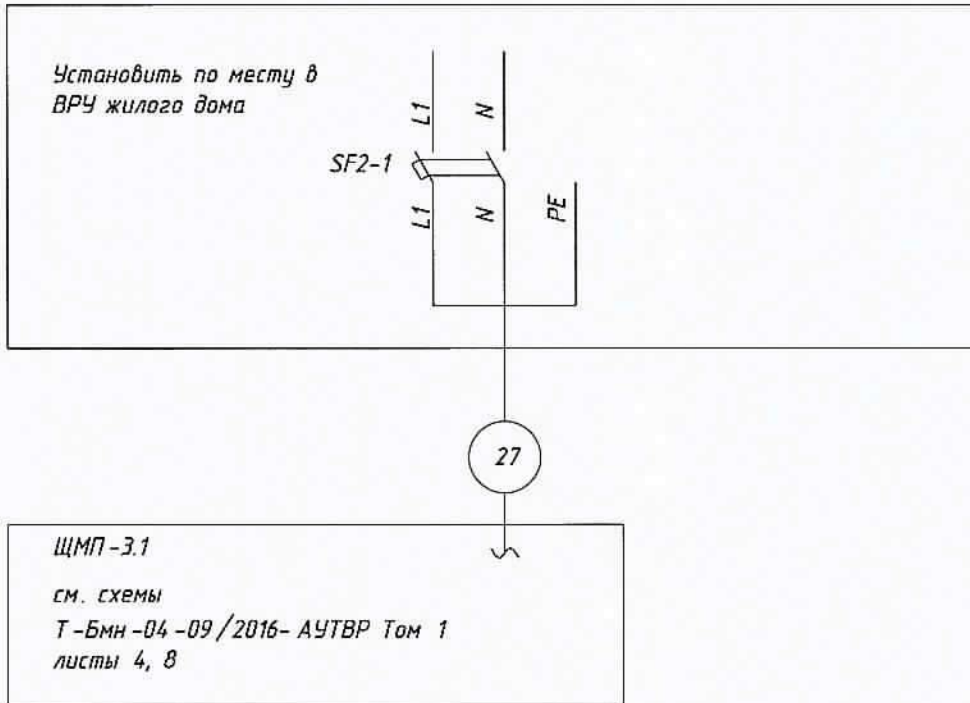 Установить по месту в
ВРУ жилого дома
L1
N
SF2-1
L1
N
PE
27
ЩМП-3.1
см. схемы
Т-Бмн-04-09/2016-АУТВР Том 1
листы 4, 8